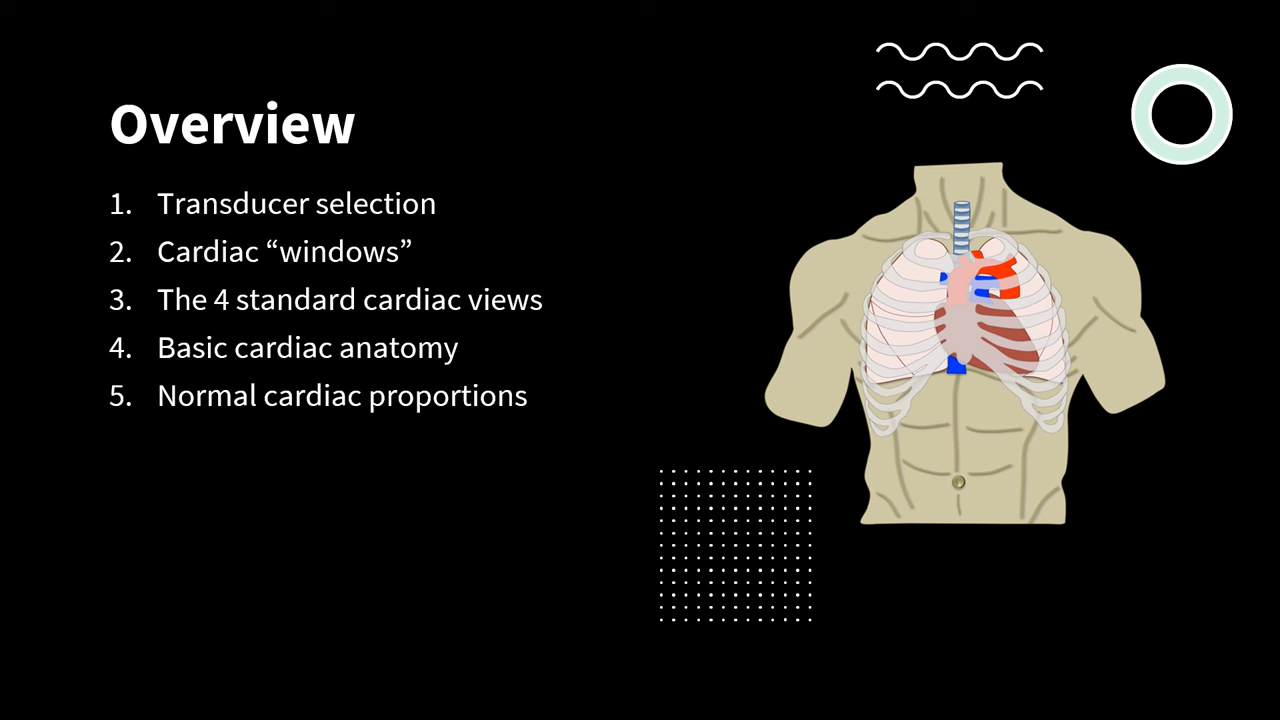 Overview
1. Transducer selection
2. Cardiac “windows”
3. The 4 standard cardiac views
4. Basic cardiac anatomy
5. Normal cardiac proportions